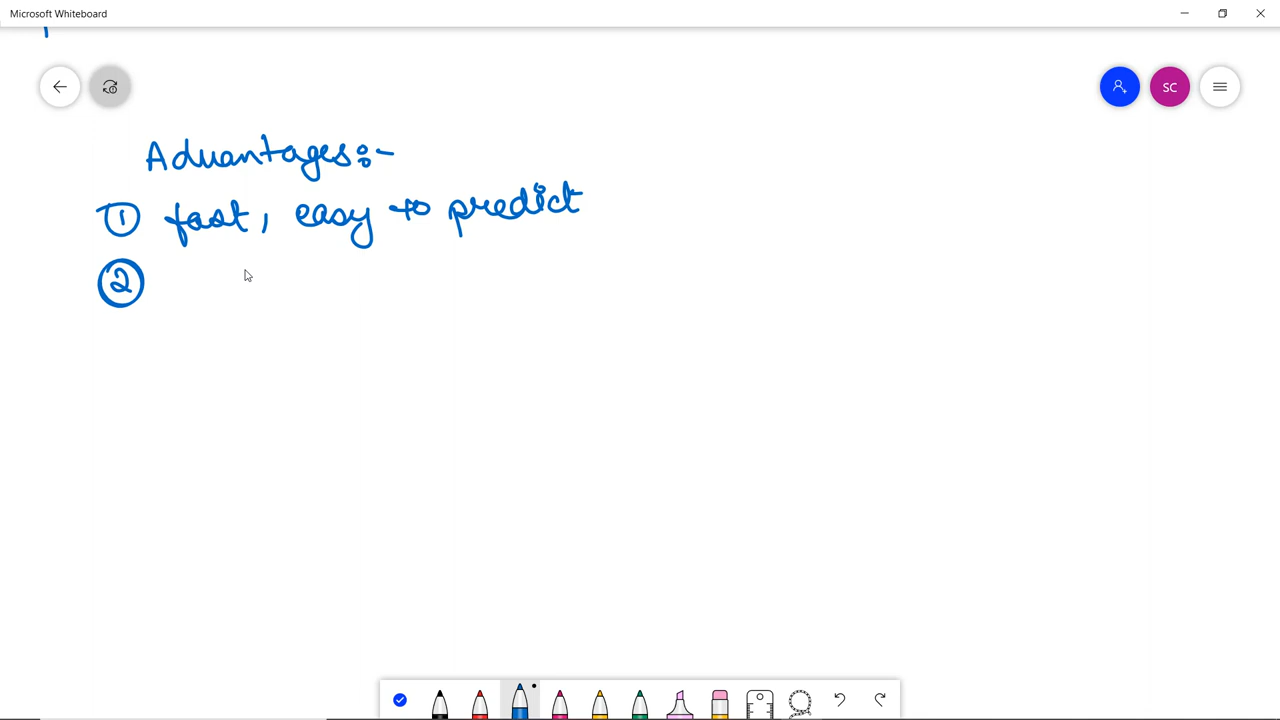 Microsoft Whiteboard
SC
Advantages:-
① fast, easy to predict
②